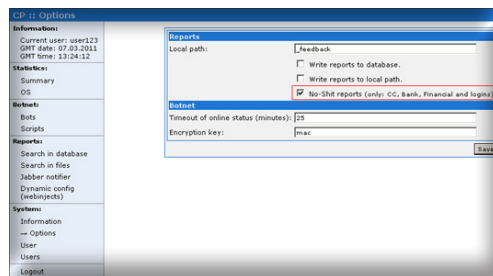 CP :: Options
Information:
Current user: user123
GMT date: 07.03.2011
GMT time: 13:24:12
Statistics:
Summary
OS
Botnet:
Bots
Scripts
Reports:
Search in database
Search in files
Jabber notifier
Dynamic config
(webinjects)
System:
Information
→ Options
User
Users
Logout
Reports
Local path: _feedback
Write reports to database.
Write reports to local path.
No-Shit reports (only: CC, Bank, Financial and logins)
Botnet
Timeout of online status (minutes): 25
Encryption key: mac
Save